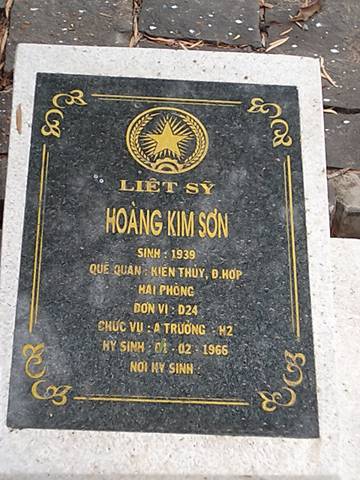 LIỆT SỸ
HOÀNG KIM SƠN
SINH : 1939
QUÊ QUÁN : KIẾN THỤY, Đ.HỢP
HẢI PHÒNG
ĐƠN VỊ : D24
CHỨC VỤ : A TRƯỞNG - H2
HY SINH : 01 - 02 - 1966
NƠI HY SINH :